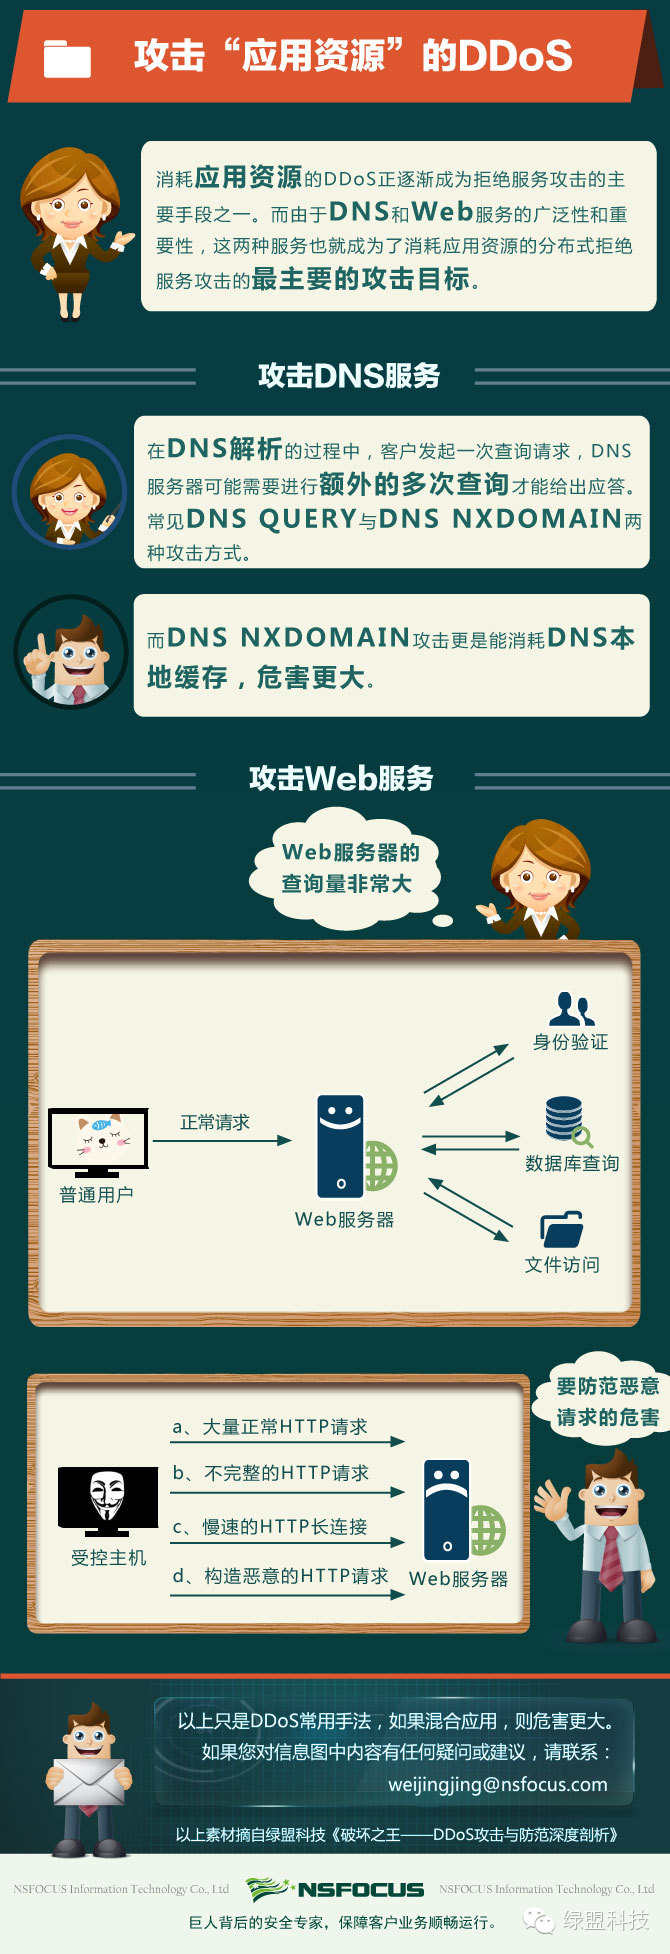 攻击“应用资源”的DDoS
消耗应用资源的DDoS正逐渐成为拒绝服务攻击的主
要手段之一。而由于DNS和Web服务的广泛性和重
要性，这两种服务也就成为了消耗应用资源的分布式拒绝
服务攻击的最主要的攻击目标。
攻击DNS服务
在DNS解析的过程中，客户发起一次查询请求，DNS
服务器可能需要进行额外的多次查询才能给出应答。
常见DNS QUERY与DNS NXDOMAIN两
种攻击方式。
而DNS NXDOMAIN攻击更是能消耗DNS本
地缓存，危害更大。
攻击Web服务
Web服务器的
查询量非常大
身份验证
正常请求
数据库查询
普通用户
Web服务器
文件访问
要防范恶意
请求的危害
a、大量正常HTTP请求
b、不完整的HTTP请求
c、慢速的HTTP长连接
受控主机
d、构造恶意的HTTP请求
Web服务器
以上只是DDoS常用手法，如果混合应用，则危害更大。
如果您对信息图中内容有任何疑问或建议，请联系：
weijingjing@nsfocus.com
以上素材摘自绿盟科技《破坏之王——DDoS攻击与防范深度剖析》
NSFOCUS Information Technology Co., Ltd
NSFOCUS
NSFOCUS Information Technology Co., Ltd
巨人背后的安全专家，保障客户业务顺畅运行。
绿盟科技